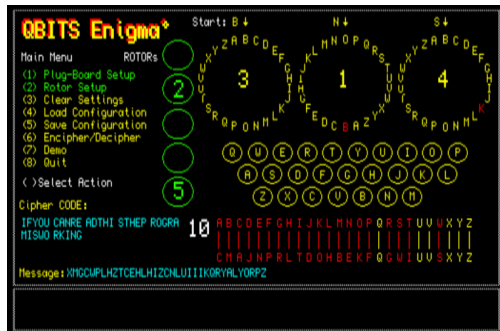 QBITS Enigma
Start: B↓ N↓ S↓
Main Menu ROTORs
(1) Plug-Board Setup
(2) Rotor Setup
(3) Clear Settings
(4) Load Configuration
(5) Save Configuration
(6) Encipher/Decipher
(7) Demo
(8) Quit
( )Select Action
2
5
3 1 4
Q W E R T Y U I O P
A S D F G H J K L
Z X C V B N M
Cipher CODE:
IFYOU CANRE ADTHI STHEP ROGRA
MISWO RKING
10
A B C D E F G H I J K L M N O P Q R S T U V W X Y Z
C M A J N P R L T D O H B E K F Q G W I U V S X Y Z
Message:XMGCWPLHZTCEHLHIZCNLUIIIKQRYALYORPZ